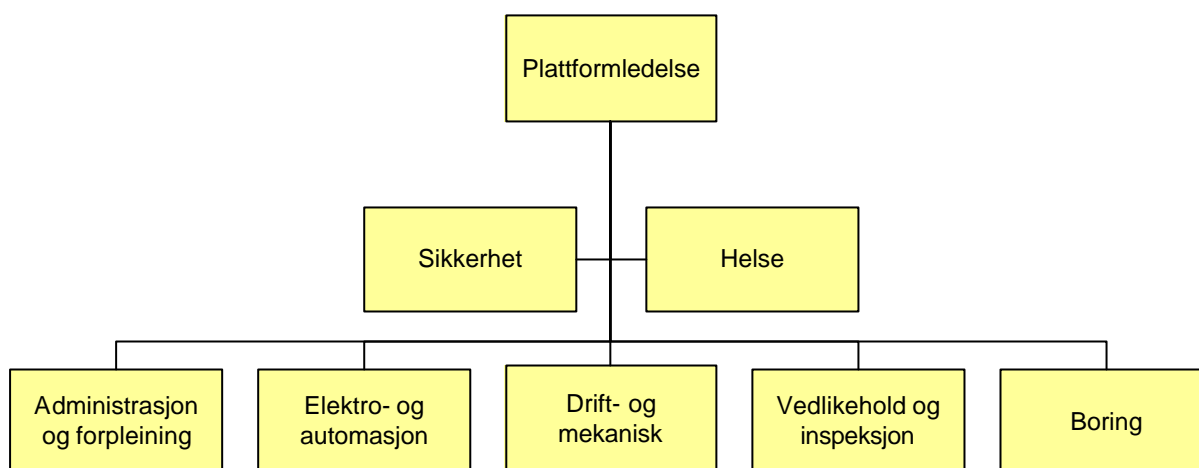 Plattformledelse
Sikkerhet
Helse
Administrasjon
og forpleining
Elektro- og
automasjon
Drift- og
mekanisk
Vedlikehold og
inspeksjon
Boring